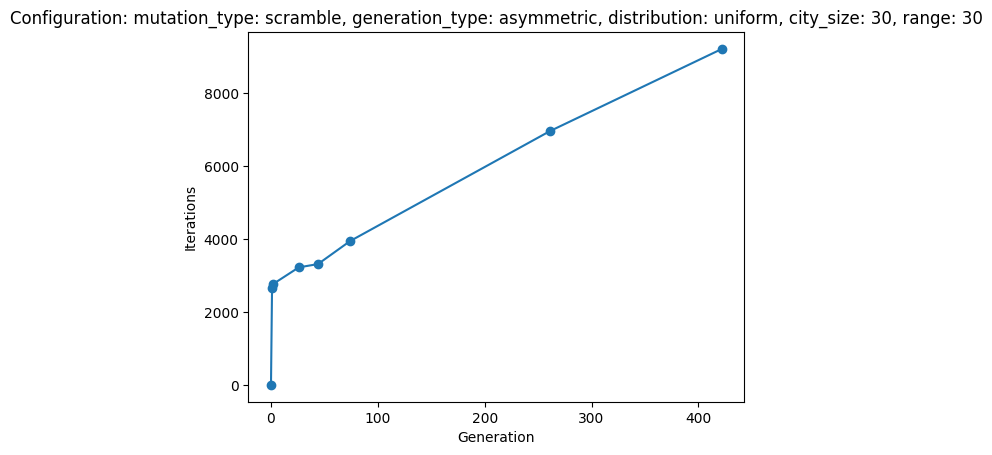 Configuration: mutation_type: scramble, generation_type: asymmetric, distribution: uniform, city_size: 30, range: 30
8000
6000
4000
2000
0
Iterations
0 100 200 300 400
Generation